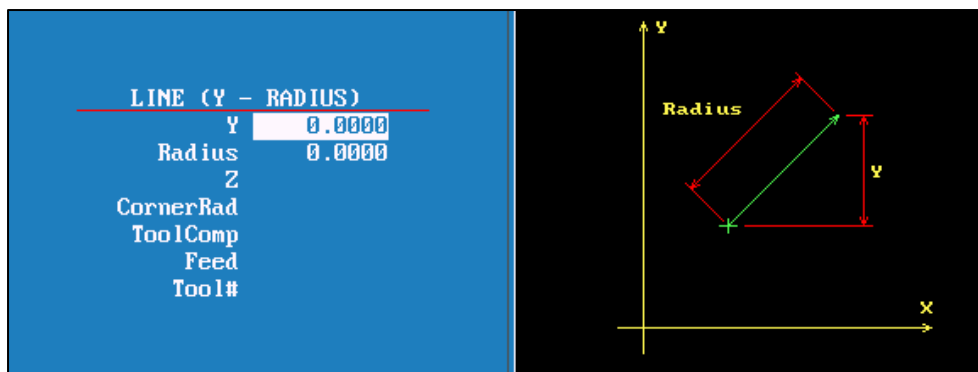 LINE (Y - RADIUS)
Y 0.0000
Radius 0.0000
Z
CornerRad
ToolComp
Feed
Tool#
Y
Radius
Y
X